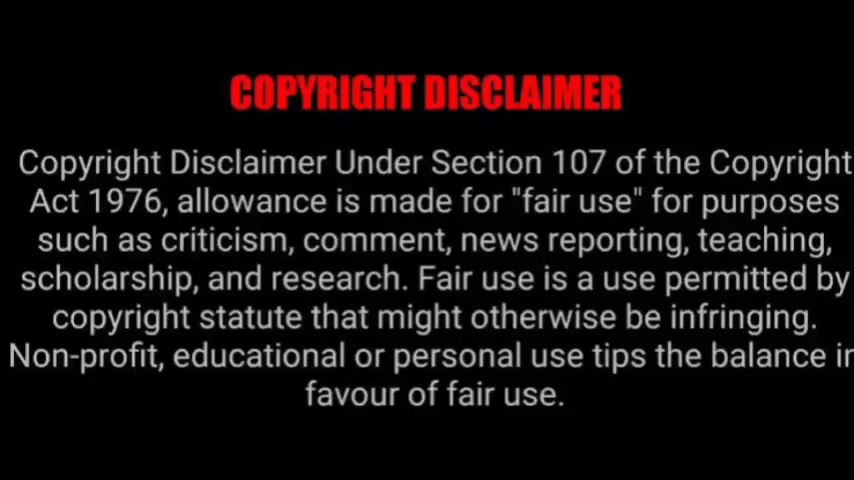 COPYRIGHT DISCLAIMER
Copyright Disclaimer Under Section 107 of the Copyright
Act 1976, allowance is made for "fair use" for purposes
such as criticism, comment, news reporting, teaching,
scholarship, and research. Fair use is a use permitted by
copyright statute that might otherwise be infringing.
Non-profit, educational or personal use tips the balance in
favour of fair use.